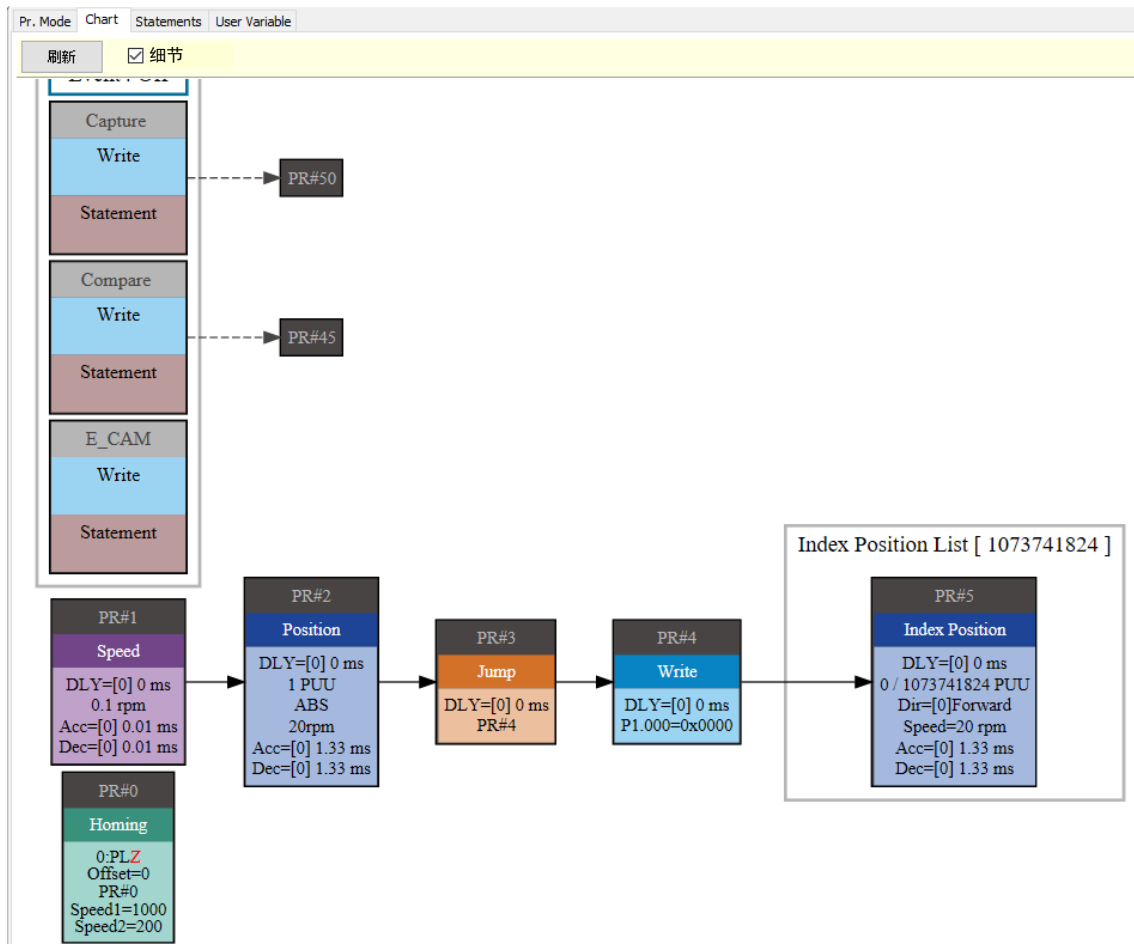 Pr. Mode
Chart
Statements
User Variable
刷新
细节
Capture
Write
Statement
PR#50
Compare
Write
Statement
PR#45
E_CAM
Write
Statement
PR#1
Speed
DLY=[0] 0 ms
0.1 rpm
Acc=[0] 0.01 ms
Dec=[0] 0.01 ms
PR#2
Position
DLY=[0] 0 ms
1 PUU
ABS
20rpm
Acc=[0] 1.33 ms
Dec=[0] 1.33 ms
PR#3
Jump
DLY=[0] 0 ms
PR#4
PR#4
Write
DLY=[0] 0 ms
P1.000=0x0000
Index Position List [ 1073741824 ]
PR#5
Index Position
DLY=[0] 0 ms
0 / 1073741824 PUU
Dir=[0]Forward
Speed=20 rpm
Acc=[0] 1.33 ms
Dec=[0] 1.33 ms
PR#0
Homing
0:PLZ
Offset=0
PR#0
Speed1=1000
Speed2=200